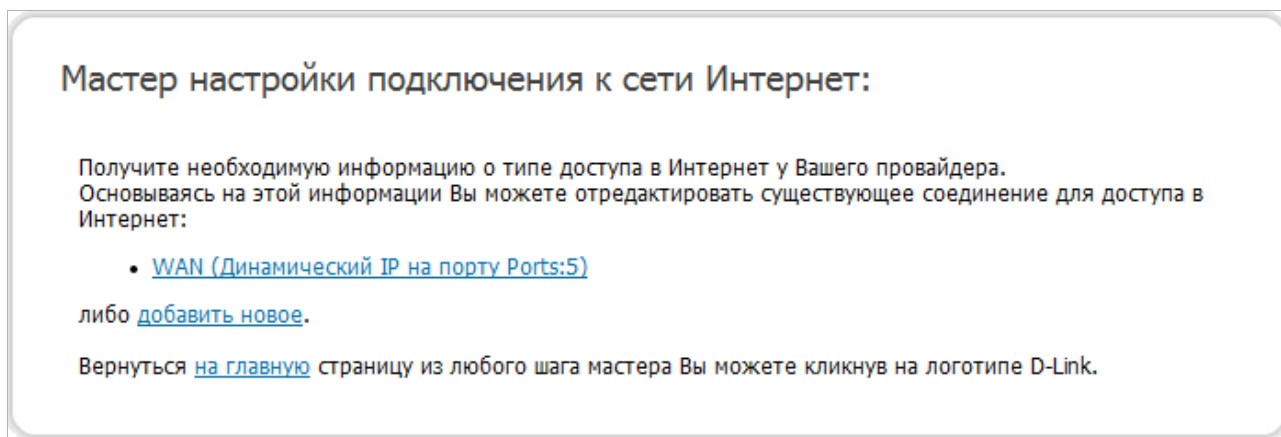 Мастер настройки подключения к сети Интернет:
Получите необходимую информацию о типе доступа в Интернет у Вашего провайдера.
Основываясь на этой информации Вы можете отредактировать существующее соединение для доступа в
Интернет:
• WAN (Динамический IP на порту Ports:5)
либо добавить новое.
Вернуться на главную страницу из любого шага мастера Вы можете кликнув на логотипе D-Link.